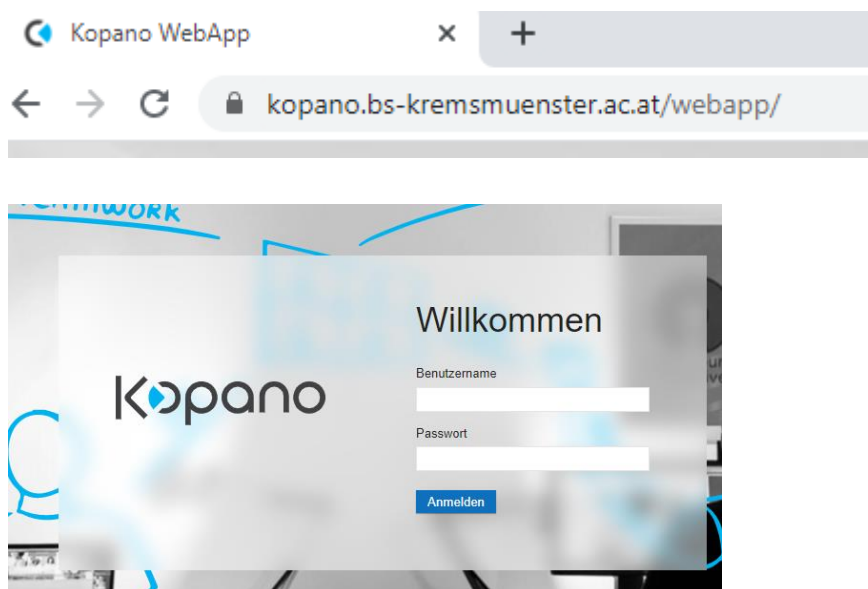 Kopano WebApp
kopano.bs-kremsmuenster.ac.at/webapp/
Willkommen
Benutzername
kopano
Passwort
Anmelden